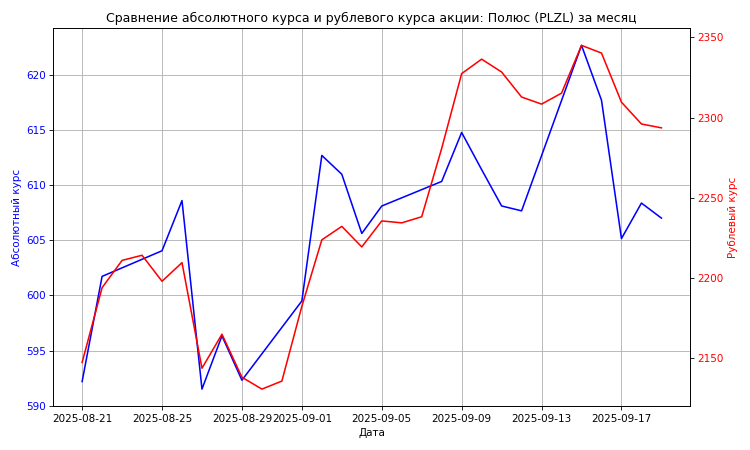 Сравнение абсолютного курса и рублевого курса акции: Полюс (PLZL) за месяц
Абсолютный курс
620
615
610
605
600
595
590
2350
2300
2250
2200
2150
Рублевый курс
2025-08-21 2025-08-25 2025-08-29 2025-09-01 2025-09-05 2025-09-09 2025-09-13 2025-09-17
Дата